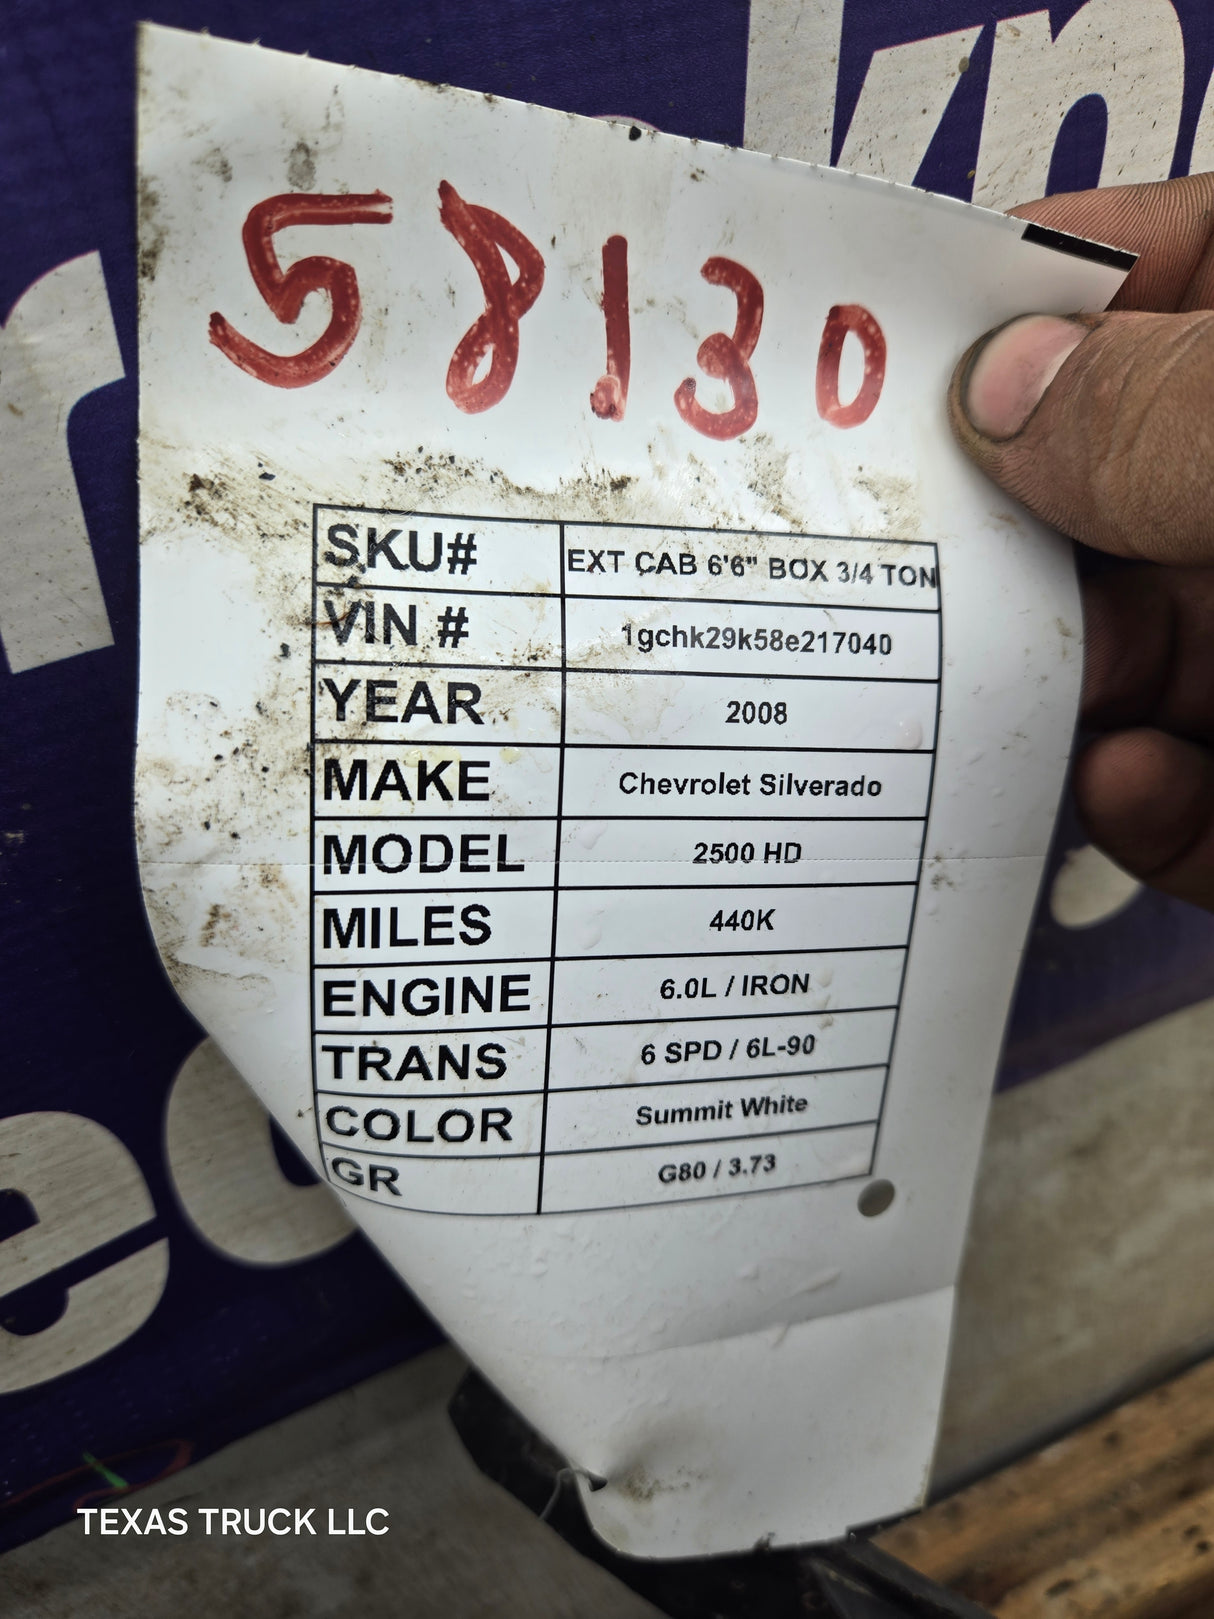 58130
SKU# EXT CAB 6'6" BOX 3/4 TON
VIN # 1gchk29k58e217040
YEAR 2008
MAKE Chevrolet Silverado
MODEL 2500 HD
MILES 440K
ENGINE 6.0L / IRON
TRANS 6 SPD / 6L-90
COLOR Summit White
GR G80 / 3.73
TEXAS TRUCK LLC